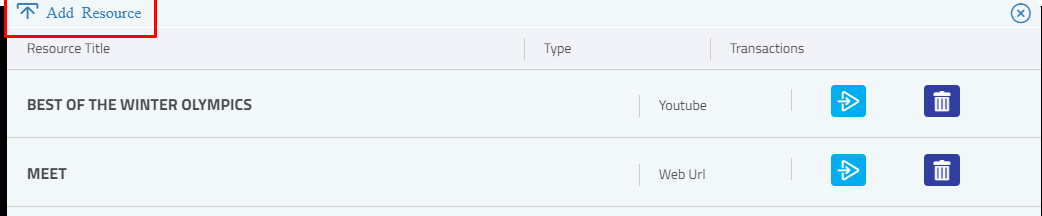 Add Resource
Resource Title Type Transactions
BEST OF THE WINTER OLYMPICS Youtube
MEET Web Url